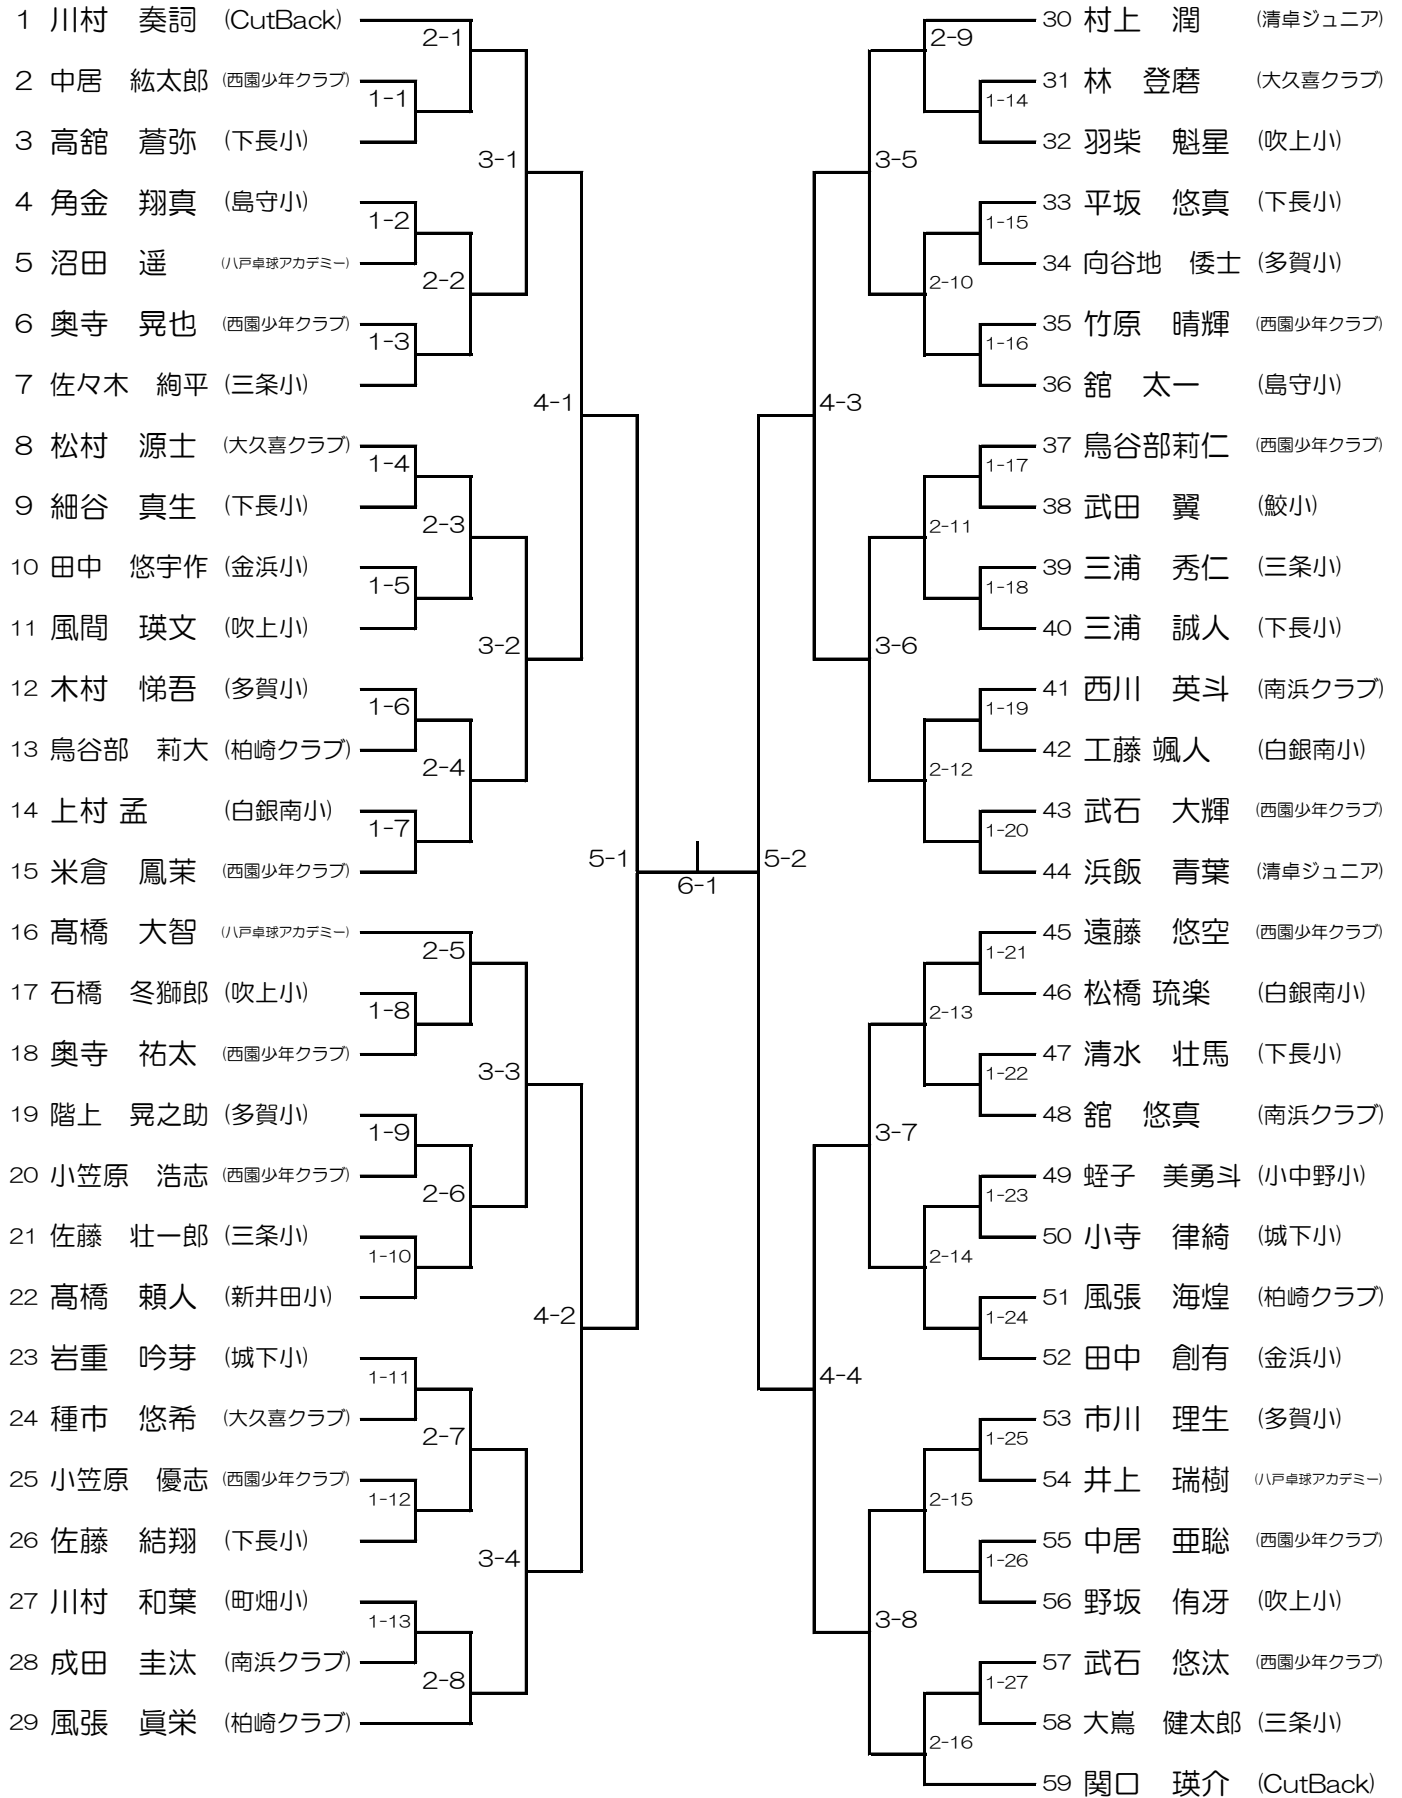 1 川村 奏詞 (CutBack)
2 中居 紘太郎 (西園少年クラブ)
3 高舘 蒼弥 (下長小)
4 角金 翔真 (島守小)
5 沼田 遥 (八戸卓球アカデミー)
6 奥寺 晃也 (西園少年クラブ)
7 佐々木 絢平 (三条小)
8 松村 源士 (大久喜クラブ)
9 細谷 真生 (下長小)
10 田中 悠宇作 (金浜小)
11 風間 瑛文 (吹上小)
12 木村 悌吾 (多賀小)
13 鳥谷部 莉大 (柏崎クラブ)
14 上村 孟 (白銀南小)
15 米倉 鳳茉 (西園少年クラブ)
16 髙橋 大智 (八戸卓球アカデミー)
17 石橋 冬獅郎 (吹上小)
18 奥寺 祐太 (西園少年クラブ)
19 階上 晃之助 (多賀小)
20 小笠原 浩志 (西園少年クラブ)
21 佐藤 壮一郎 (三条小)
22 髙橋 頼人 (新井田小)
23 岩重 吟芽 (城下小)
24 種市 悠希 (大久喜クラブ)
25 小笠原 優志 (西園少年クラブ)
26 佐藤 結翔 (下長小)
27 川村 和葉 (町畑小)
28 成田 圭汰 (南浜クラブ)
29 風張 眞栄 (柏崎クラブ)
1-1
1-2
1-3
1-4
1-5
1-6
1-7
1-8
1-9
1-10
1-11
1-12
1-13
2-1
2-2
2-3
2-4
2-5
2-6
2-7
2-8
3-1
3-2
3-3
3-4
4-1
4-2
5-1
6-1
5-2
4-3
4-4
3-5
3-6
3-7
3-8
2-9
2-10
2-11
2-12
2-13
2-14
2-15
2-16
1-14
1-15
1-16
1-17
1-18
1-19
1-20
1-21
1-22
1-23
1-24
1-25
1-26
1-27
30 村上 潤 (清卓ジュニア)
31 林 登磨 (大久喜クラブ)
32 羽柴 魁星 (吹上小)
33 平坂 悠真 (下長小)
34 向谷地 倭士 (多賀小)
35 竹原 晴輝 (西園少年クラブ)
36 舘 太一 (島守小)
37 鳥谷部莉仁 (西園少年クラブ)
38 武田 翼 (鮫小)
39 三浦 秀仁 (三条小)
40 三浦 誠人 (下長小)
41 西川 英斗 (南浜クラブ)
42 工藤 颯人 (白銀南小)
43 武石 大輝 (西園少年クラブ)
44 浜飯 青葉 (清卓ジュニア)
45 遠藤 悠空 (西園少年クラブ)
46 松橋 琉楽 (白銀南小)
47 清水 壮馬 (下長小)
48 舘 悠真 (南浜クラブ)
49 蛭子 美勇斗 (小中野小)
50 小寺 律綺 (城下小)
51 風張 海煌 (柏崎クラブ)
52 田中 創有 (金浜小)
53 市川 理生 (多賀小)
54 井上 瑞樹 (八戸卓球アカデミー)
55 中居 亜聡 (西園少年クラブ)
56 野坂 侑冴 (吹上小)
57 武石 悠汰 (西園少年クラブ)
58 大嶌 健太郎 (三条小)
59 関口 瑛介 (CutBack)